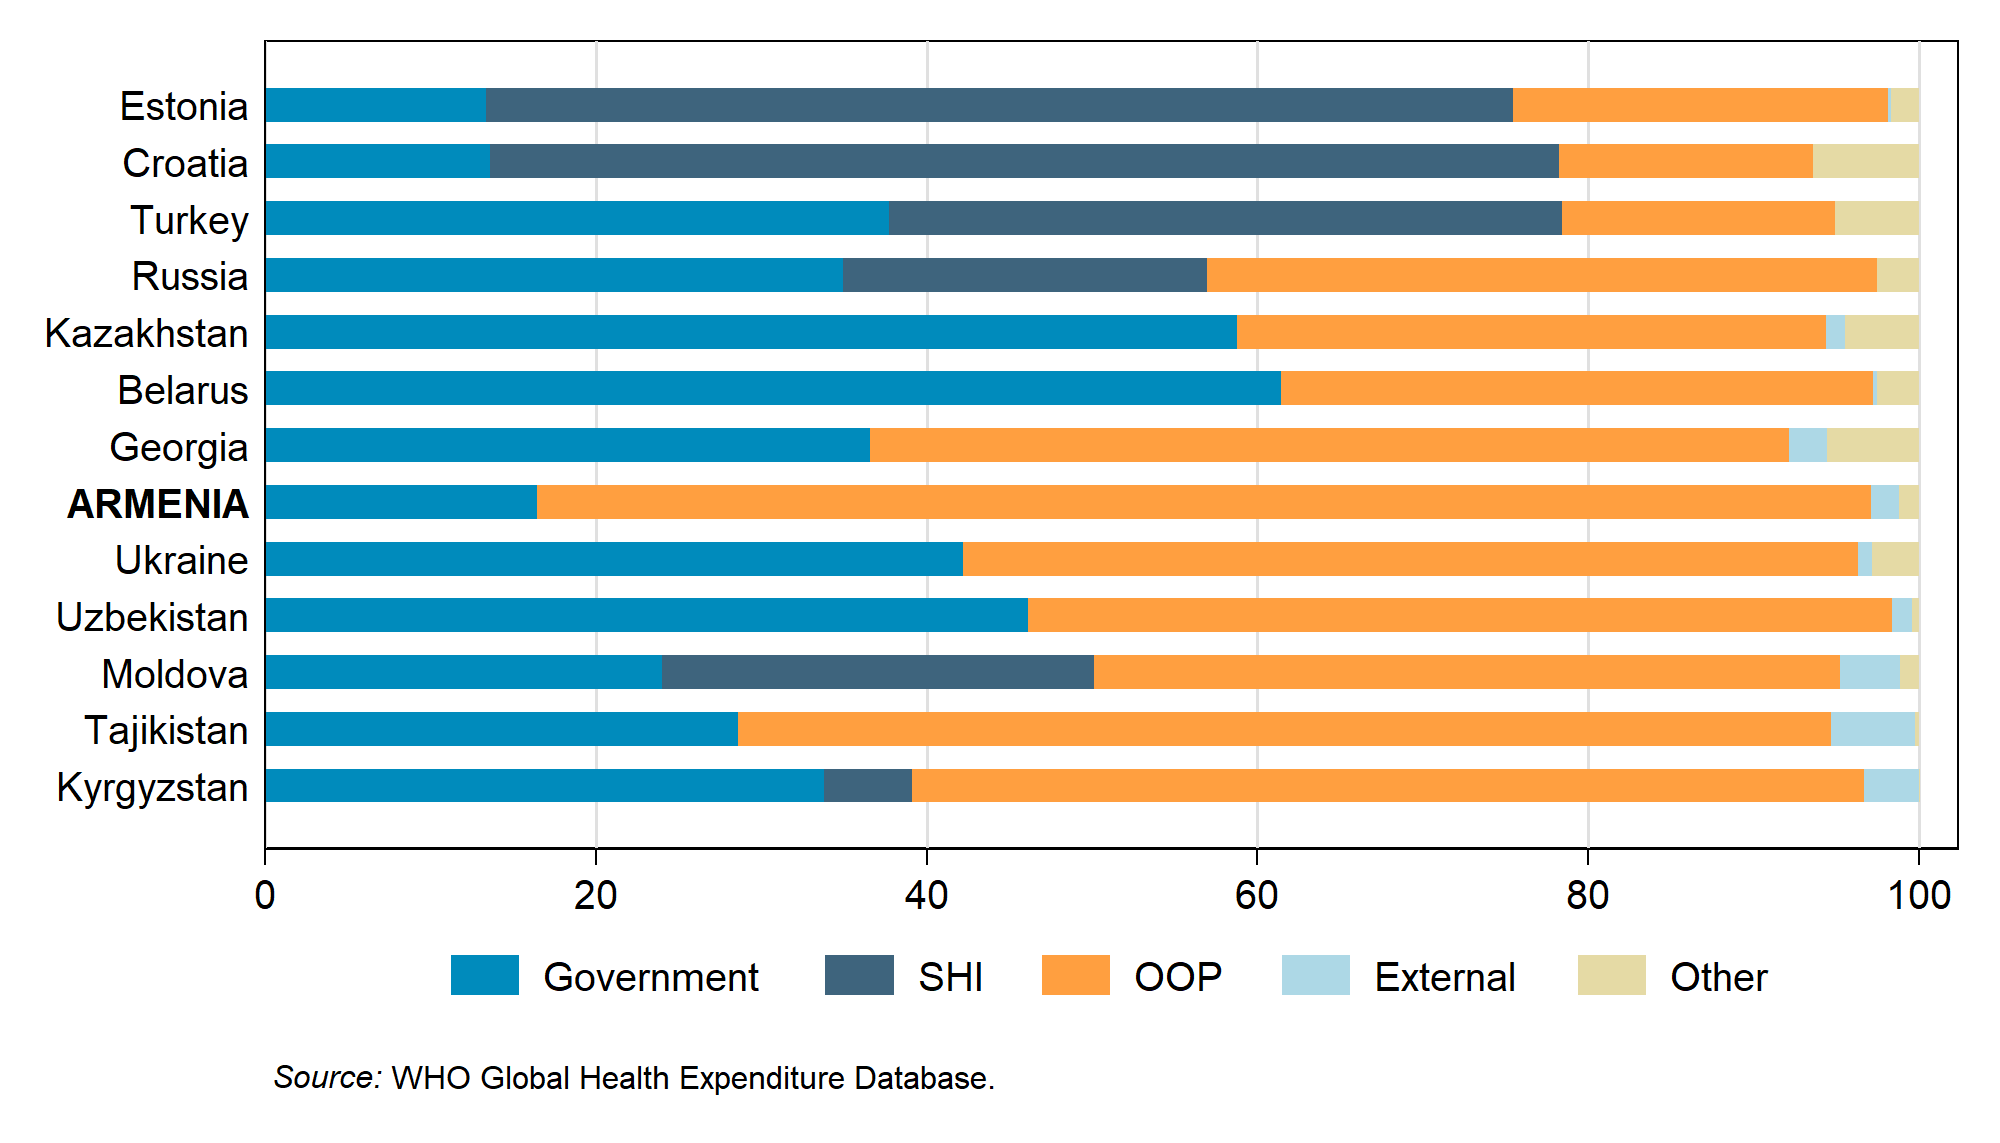 Estonia
Croatia
Turkey
Russia
Kazakhstan
Belarus
Georgia
ARMENIA
Ukraine
Uzbekistan
Moldova
Tajikistan
Kyrgyzstan
0 20 40 60 80 100
Government SHI OOP External Other
Source: WHO Global Health Expenditure Database.